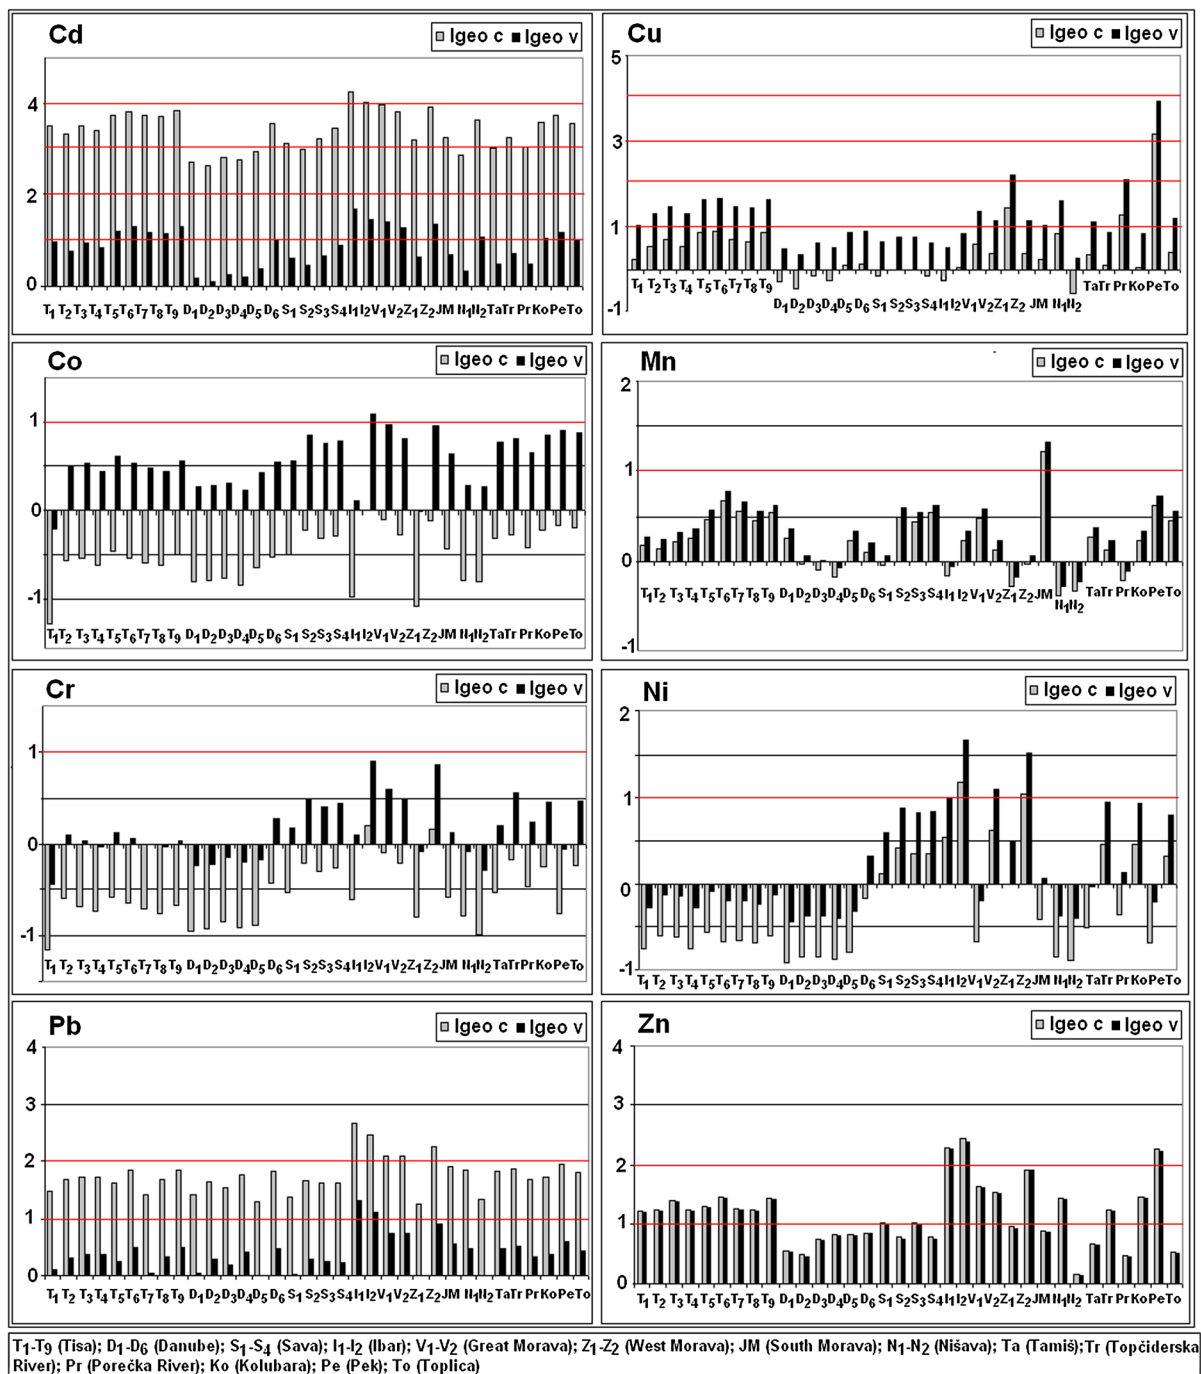 Cd
Igeo c Igeo v
4
2
1
0
T1 T2 T3 T4 T5 T6 T7 T8 T9 D1 D2 D3 D4 D5 D6 S1 S2 S3 S4 I1 I2 V1 V2 Z1 Z2 JM N1 N2 Ta Tr Pr Ko Pe To
Cu
Igeo c Igeo v
5
3
1
-1
T1 T2 T3 T4 T5 T6 T7 T8 T9 D1 D2 D3 D4 D5 D6 S1 S2 S3 S4 I1 I2 V1 V2 Z1 Z2 JM N1 N2 Ta Tr Pr Ko Pe To
Co
Igeo c Igeo v
1
0
-1
T1 T2 T3 T4 T5 T6 T7 T8 T9 D1 D2 D3 D4 D5 D6 S1 S2 S3 S4 I1 I2 V1 V2 Z1 Z2 JM N1 N2 Ta Tr Pr Ko Pe To
Mn
Igeo c Igeo v
2
1
0
-1
T1 T2 T3 T4 T5 T6 T7 T8 T9 D1 D2 D3 D4 D5 D6 S1 S2 S3 S4 I1 I2 V1 V2 Z1 Z2 JM N1 N2 Ta Tr Pr Ko Pe To
Cr
Igeo c Igeo v
1
0
-1
T1 T2 T3 T4 T5 T6 T7 T8 T9 D1 D2 D3 D4 D5 D6 S1 S2 S3 S4 I1 I2 V1 V2 Z1 Z2 JM N1 N2 Ta Tr Pr Ko Pe To
Ni
Igeo c Igeo v
2
1
0
-1
T1 T2 T3 T4 T5 T6 T7 T8 T9 D1 D2 D3 D4 D5 D6 S1 S2 S3 S4 I1 I2 V1 V2 Z1 Z2 JM N1 N2 Ta Tr Pr Ko Pe To
Pb
Igeo c Igeo v
4
3
2
1
0
T1 T2 T3 T4 T5 T6 T7 T8 T9 D1 D2 D3 D4 D5 D6 S1 S2 S3 S4 I1 I2 V1 V2 Z1 Z2 JM N1 N2 Ta Tr Pr Ko Pe To
Zn
Igeo c Igeo v
4
3
2
1
0
T1 T2 T3 T4 T5 T6 T7 T8 T9 D1 D2 D3 D4 D5 D6 S1 S2 S3 S4 I1 I2 V1 V2 Z1 Z2 JM N1 N2 Ta Tr Pr Ko Pe To
T1-T9 (Tisa); D1-D6 (Danube); S1-S4 (Sava); I1-I2 (Ibar); V1-V2 (Great Morava); Z1-Z2 (West Morava); JM (South Morava); N1-N2 (Nišava); Ta (Tamiš);Tr (Topčiderska
River); Pr (Porečka River); Ko (Kolubara); Pe (Pek); To (Toplica)